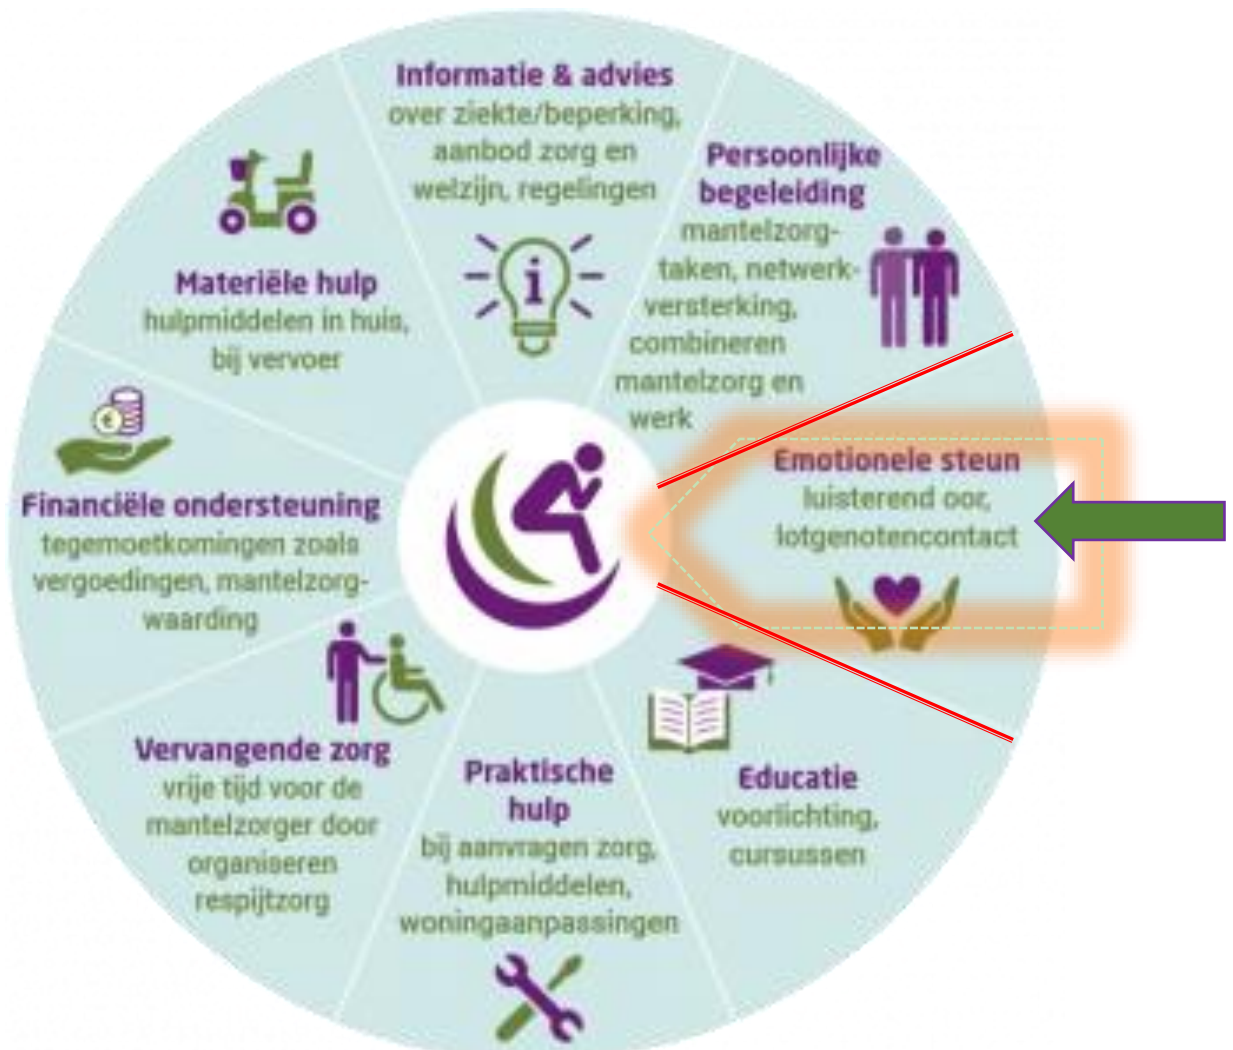 Informatie & advies
over ziekte/beperking,
aanbod zorg en
welzijn, regelingen
i
Persoonlijke
begeleiding
mantelzorg-
taken, netwerk-
versterking,
combineren
mantelzorg en
werk
Emotionele steun
luisterend oor,
lotgenotencontact
Educatie
voorlichting,
cursussen
Praktische
hulp
bij aanvragen zorg,
hulpmiddelen,
woningaanpassingen
Vervangende zorg
vrije tijd voor de
mantelzorger door
organiseren
respijtzorg
€
Financiële ondersteuning
tegemoetkomingen zoals
vergoedingen, mantelzorg-
waarding
Materiële hulp
hulpmiddelen in huis,
bij vervoer